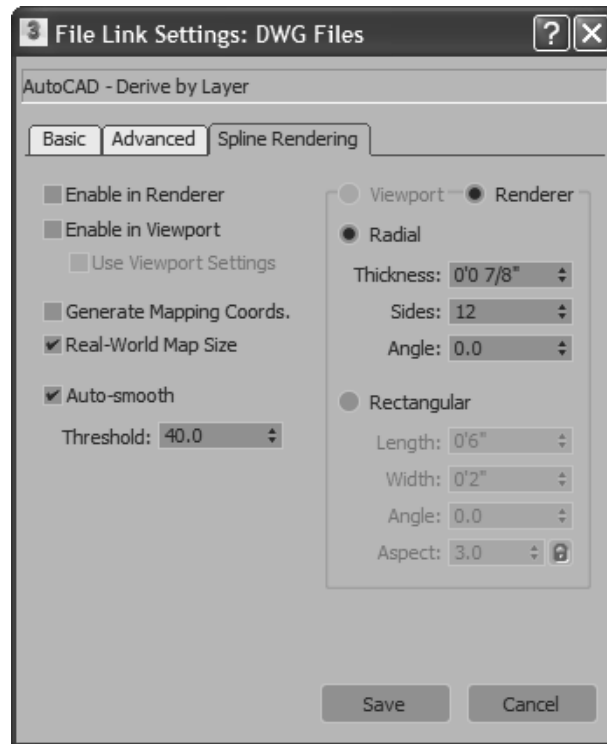 3 File Link Settings: DWG Files ? X
AutoCAD - Derive by Layer
Basic Advanced Spline Rendering
Enable in Renderer
Enable in Viewport
Use Viewport Settings
Generate Mapping Coords.
Real-World Map Size
Auto-smooth
Threshold: 40.0
Viewport Renderer
Radial
Thickness: 0'0 7/8"
Sides: 12
Angle: 0.0
Rectangular
Length: 0'6"
Width: 0'2"
Angle: 0.0
Aspect: 3.0
Save Cancel